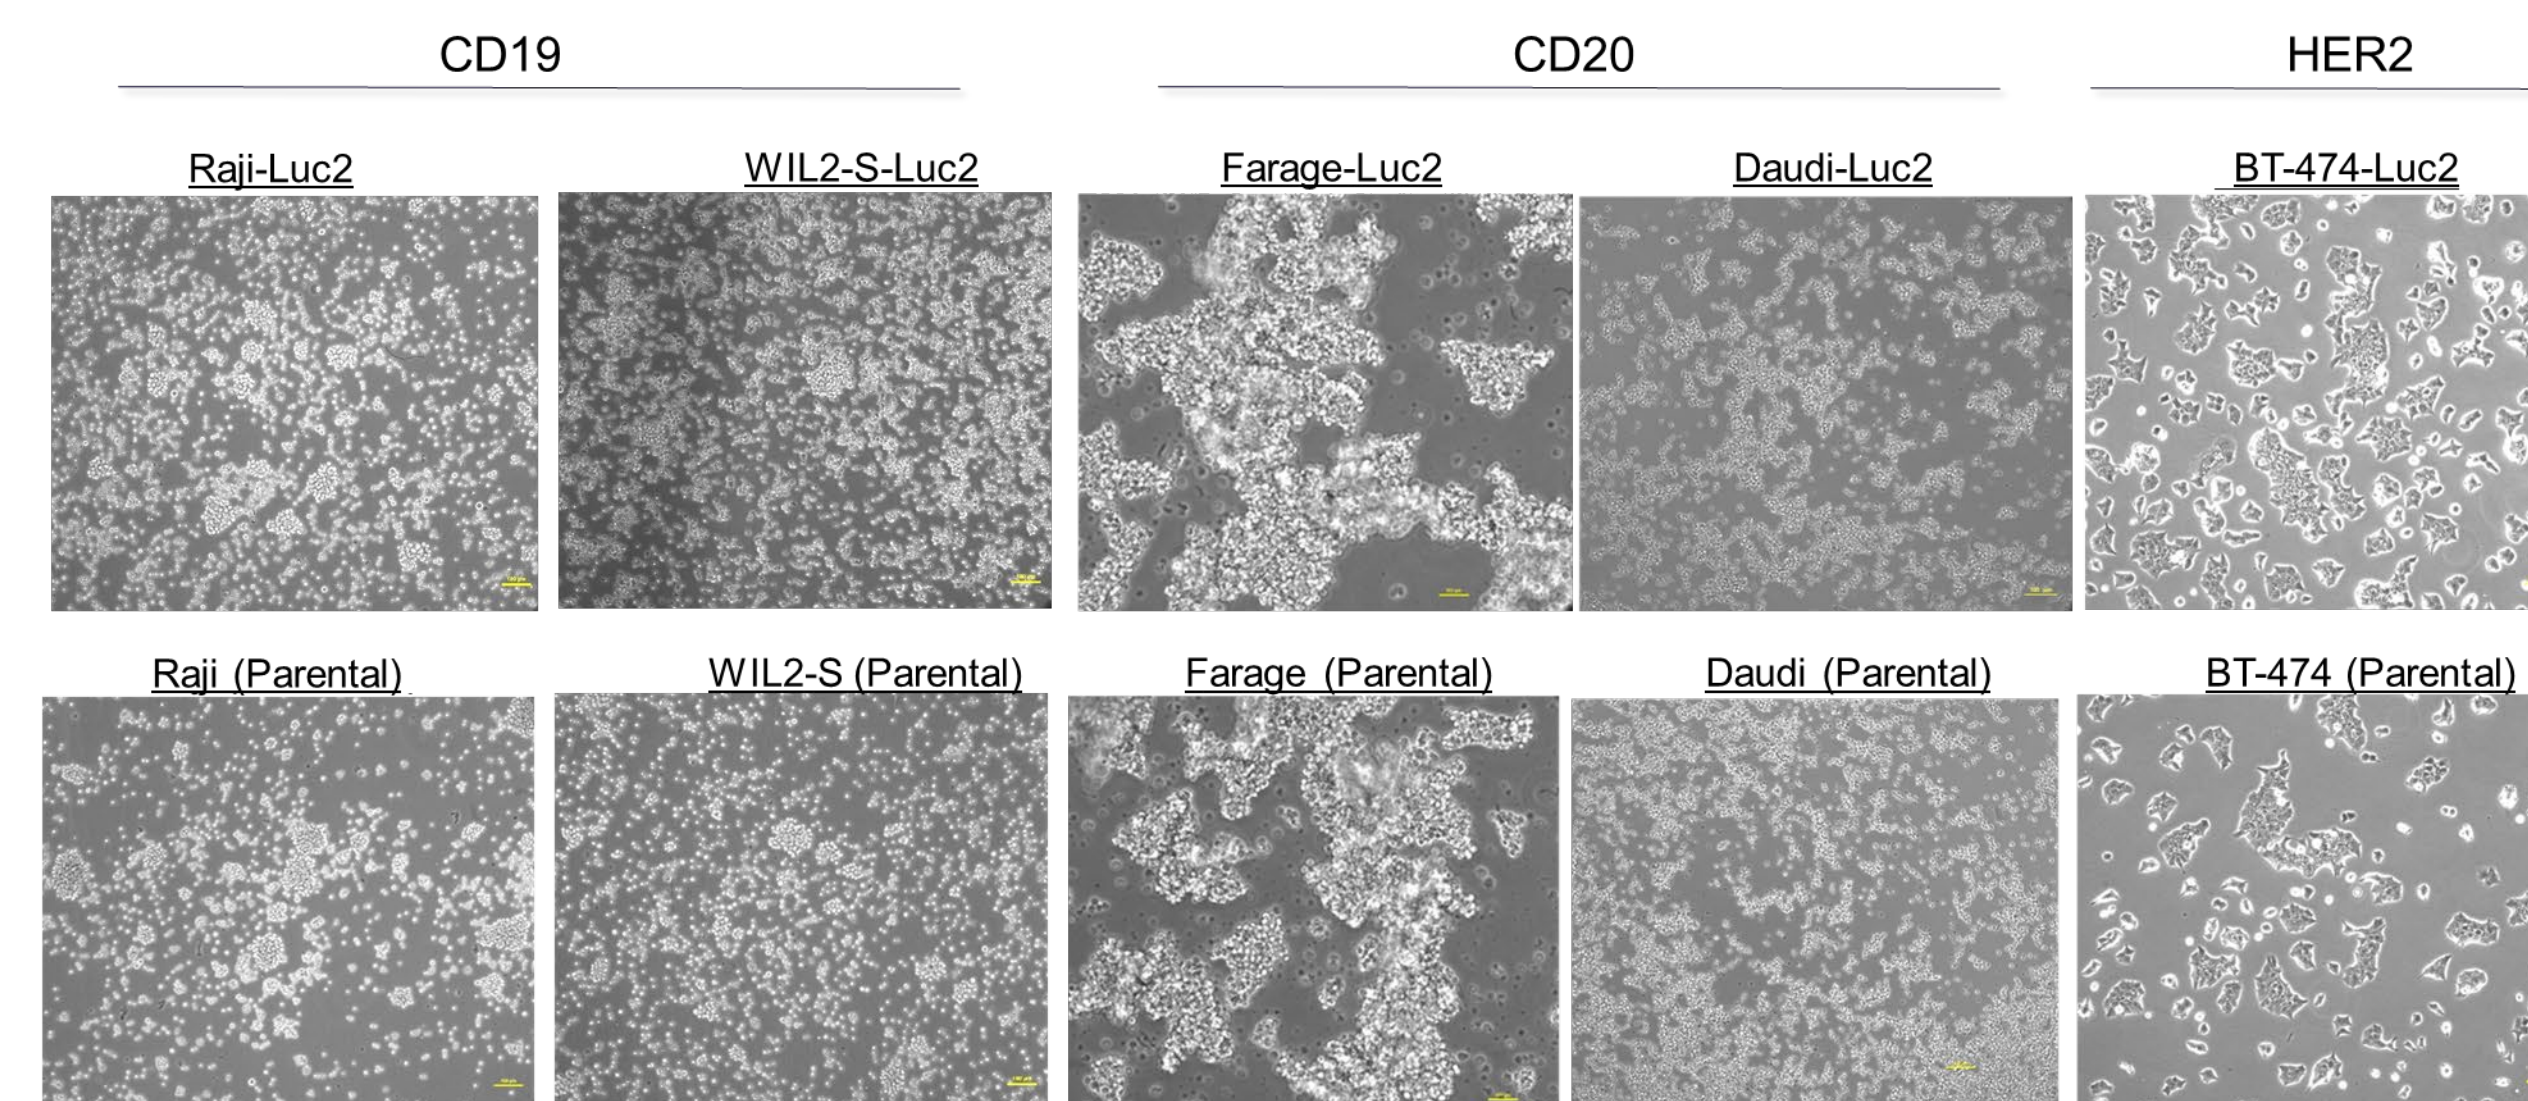 CD19
CD20
HER2
Raji-Luc2
WIL2-S-Luc2
Farage-Luc2
Daudi-Luc2
BT-474-Luc2
Raji (Parental)
WIL2-S (Parental)
Farage (Parental)
Daudi (Parental)
BT-474 (Parental)